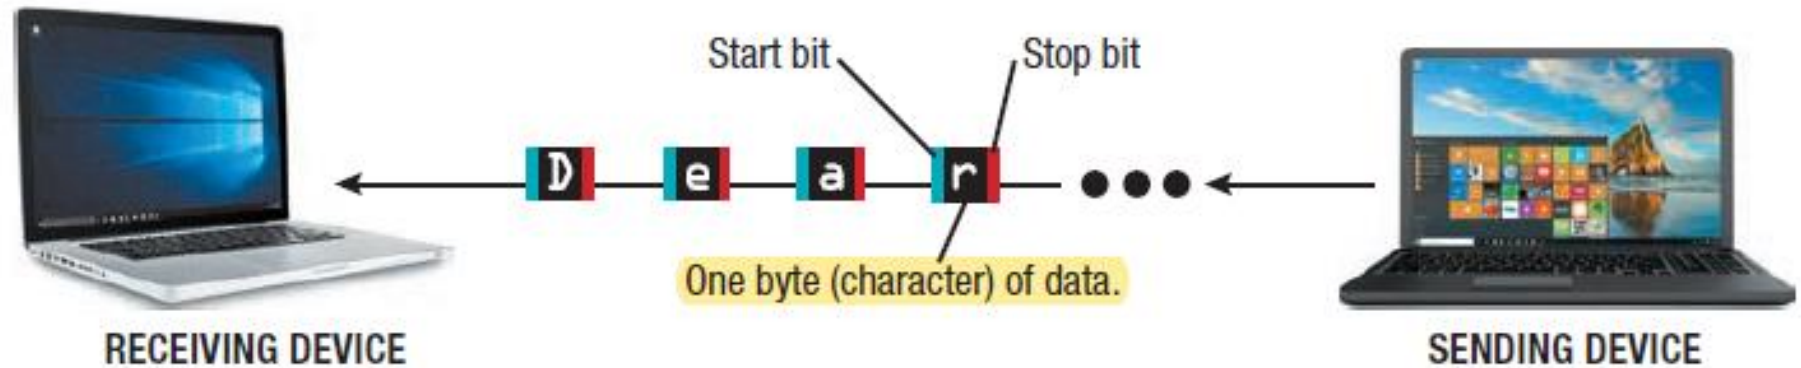 Start bit
Stop bit
D e a r
One byte (character) of data.
RECEIVING DEVICE
SENDING DEVICE